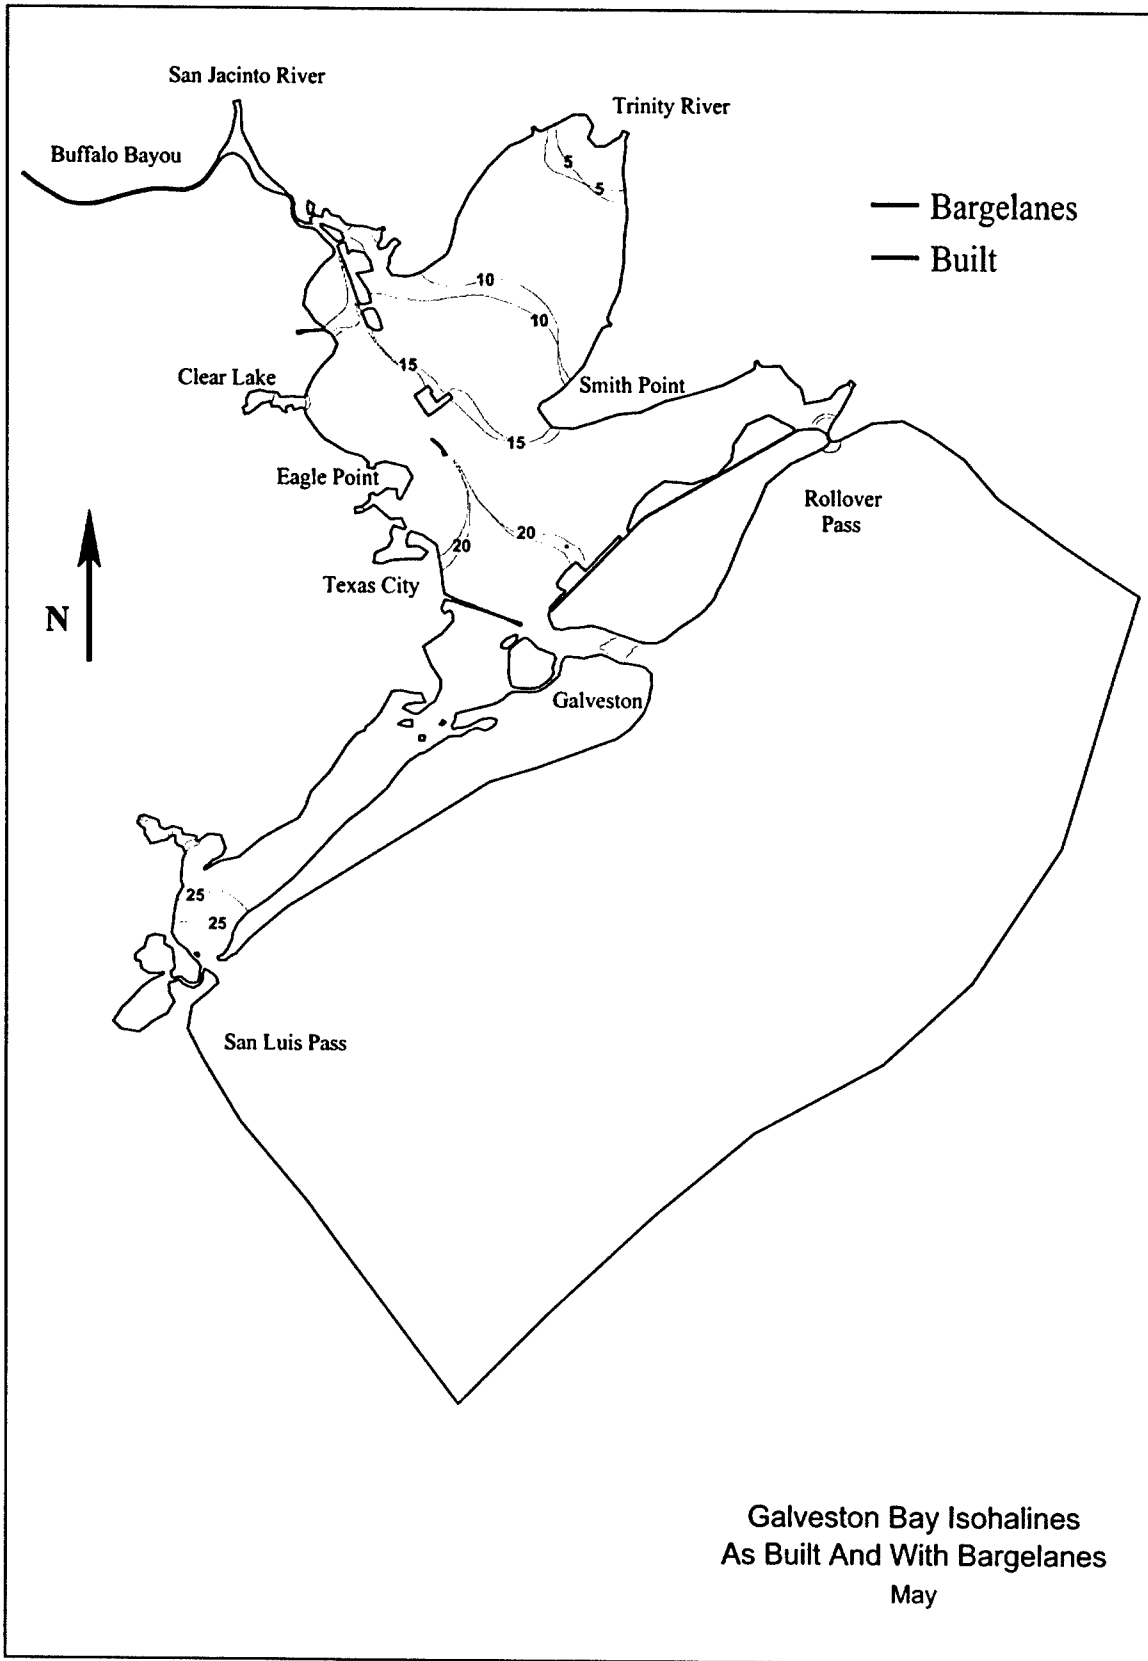 San Jacinto River
Trinity River
Buffalo Bayou
5
5
Bargelanes
Built
10
10
15
Clear Lake
Smith Point
15
Eagle Point
Rollover
Pass
20
20
Texas City
N
Galveston
25
25
San Luis Pass
Galveston Bay Isohalines
As Built And With Bargelanes
May